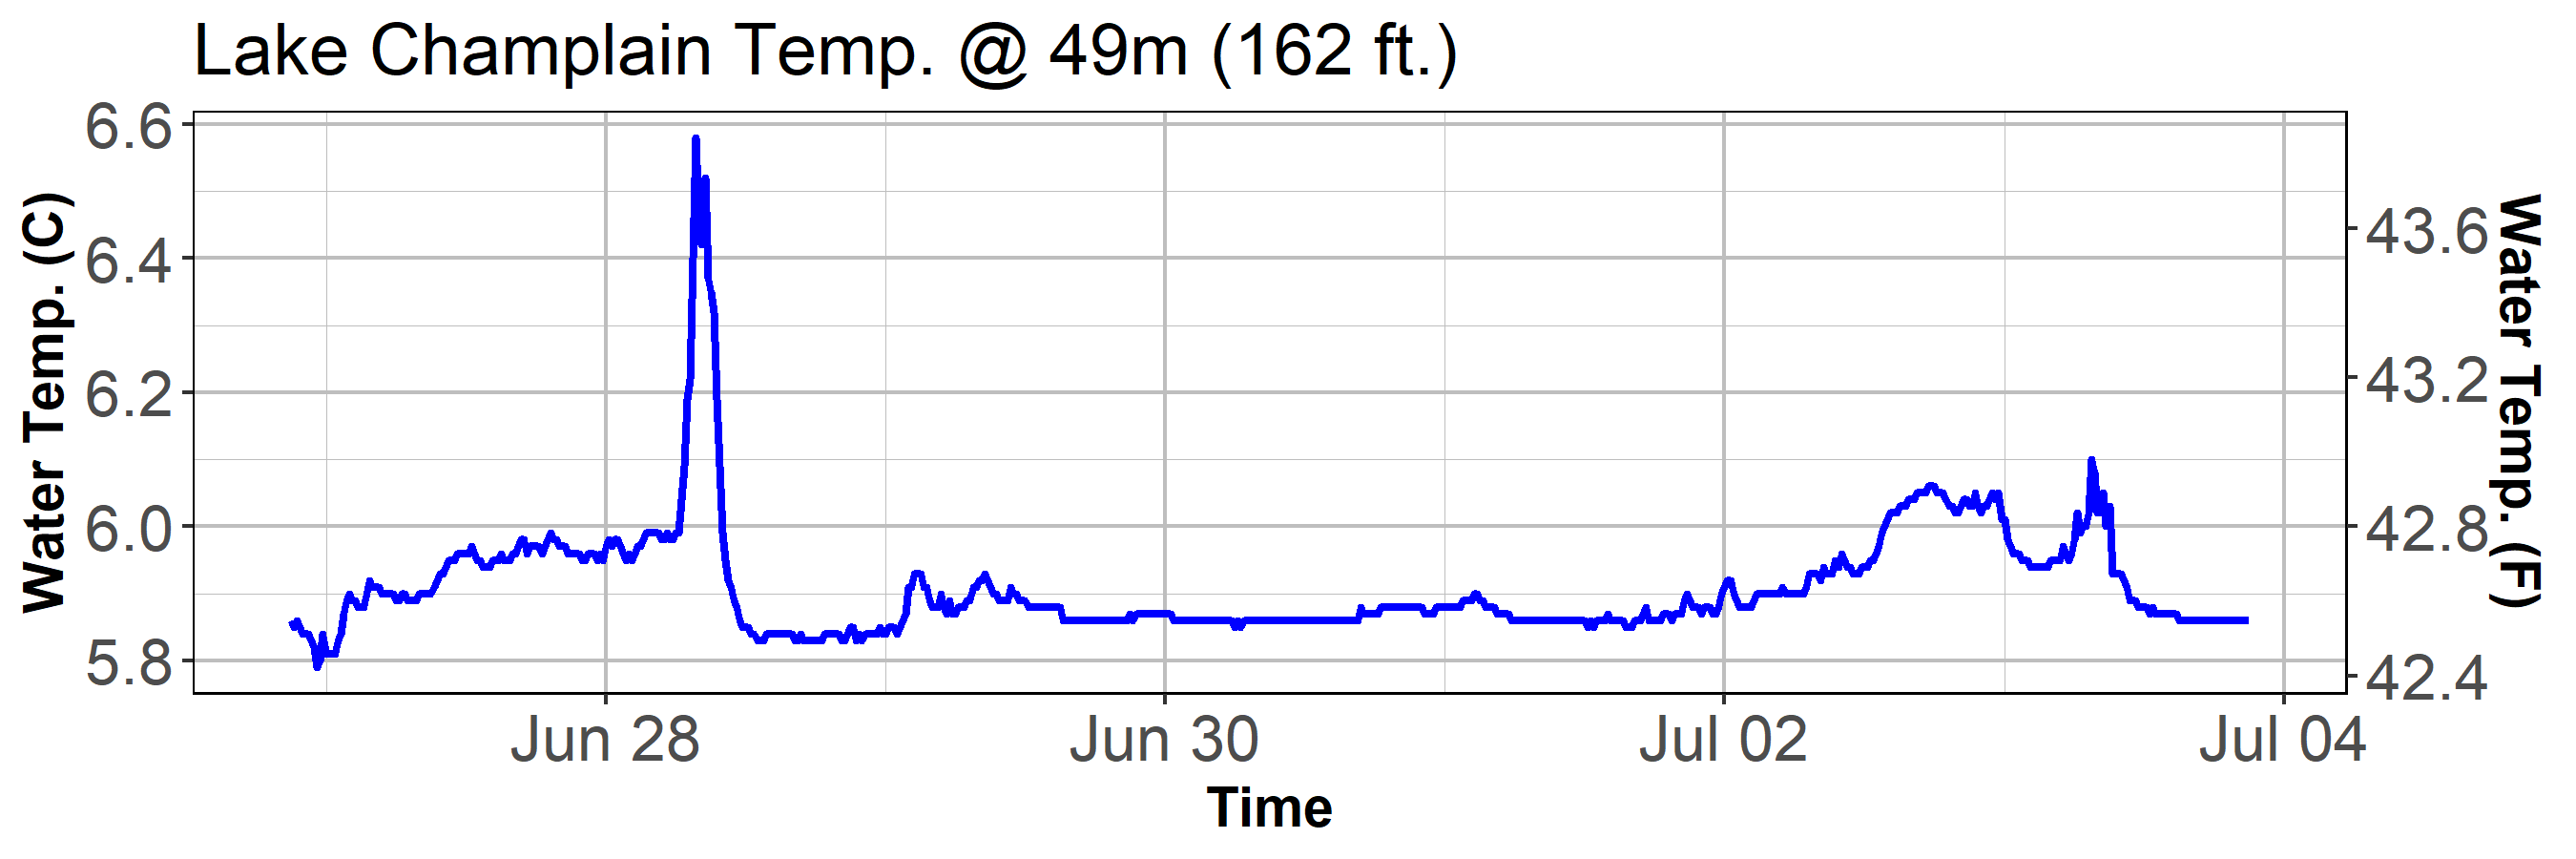 Lake Champlain Temp. @ 49m (162 ft.)
Water Temp. (C)
6.6
6.4
6.2
6.0
5.8
43.6
43.2
42.8
42.4
Water Temp. (F)
Jun 28 Jun 30 Jul 02 Jul 04
Time